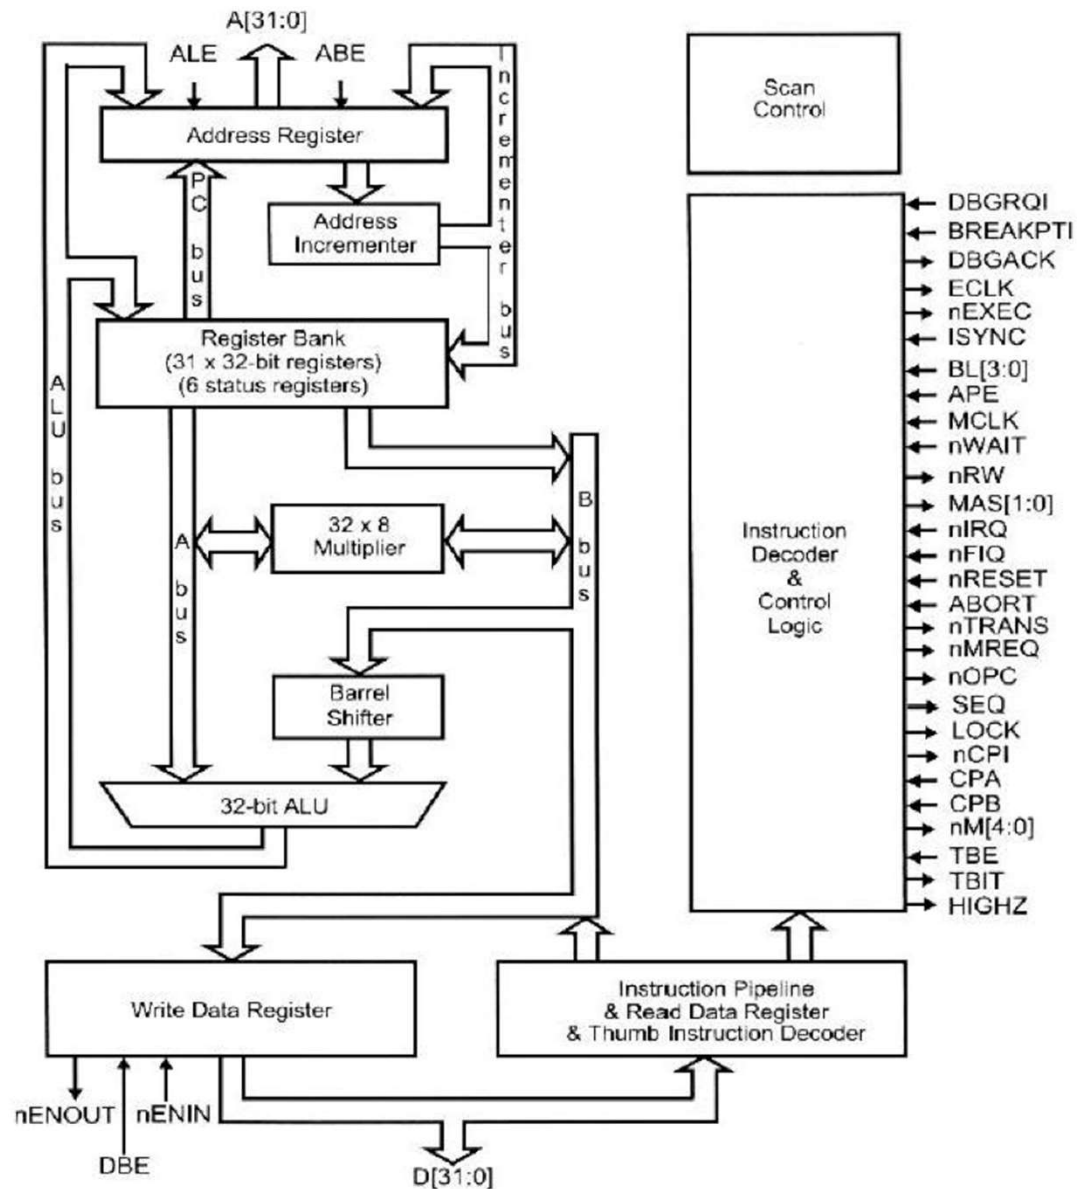 A[31:0]
ALE
ABE
Address Register
Incrementer bus
PC bus
Address
Incrementer
Register Bank
(31 x 32-bit registers)
(6 status registers)
ALU bus
A bus
32 x 8
Multiplier
B bus
Barrel
Shifter
32-bit ALU
Write Data Register
Instruction Pipeline
& Read Data Register
& Thumb Instruction Decoder
nENOUT
nENIN
DBE
D[31:0]
Scan
Control
Instruction
Decoder
&
Control
Logic
DBGRQI
BREAKPTI
DBGACK
ECLK
nEXEC
ISYNC
BL[3:0]
APE
MCLK
nWAIT
nRW
MAS[1:0]
nIRQ
nFIQ
nRESET
ABORT
nTRANS
nMREQ
nOPC
SEQ
LOCK
nCPI
CPA
CPB
nM[4:0]
TBE
TBIT
HIGHZ